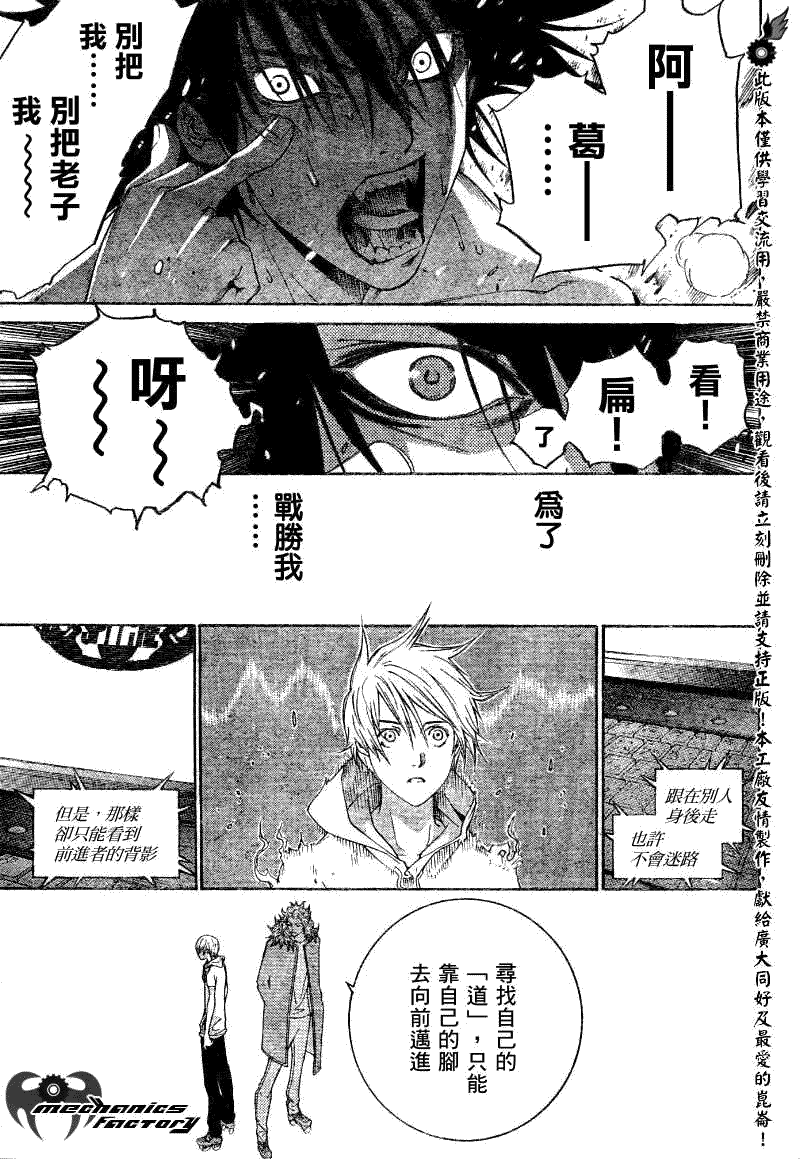 阿——
葛——
……
別把
我……
別把老子
我～～～
看！
扁！
了
呀～
～～
為了
戰勝我
……
跟在別人
身後走
也許
不會迷路
但是，那樣
卻只能看到
前進者的背影
尋找自己的
「道」，只能
靠自己的腳
去向前邁進
此版本僅供學習交流用，嚴禁商業用途，觀看後請立刻刪除並請支持正版！本工廠友情製作，獻給廣大同好及最愛的崑崙！
Mechanics
Factory